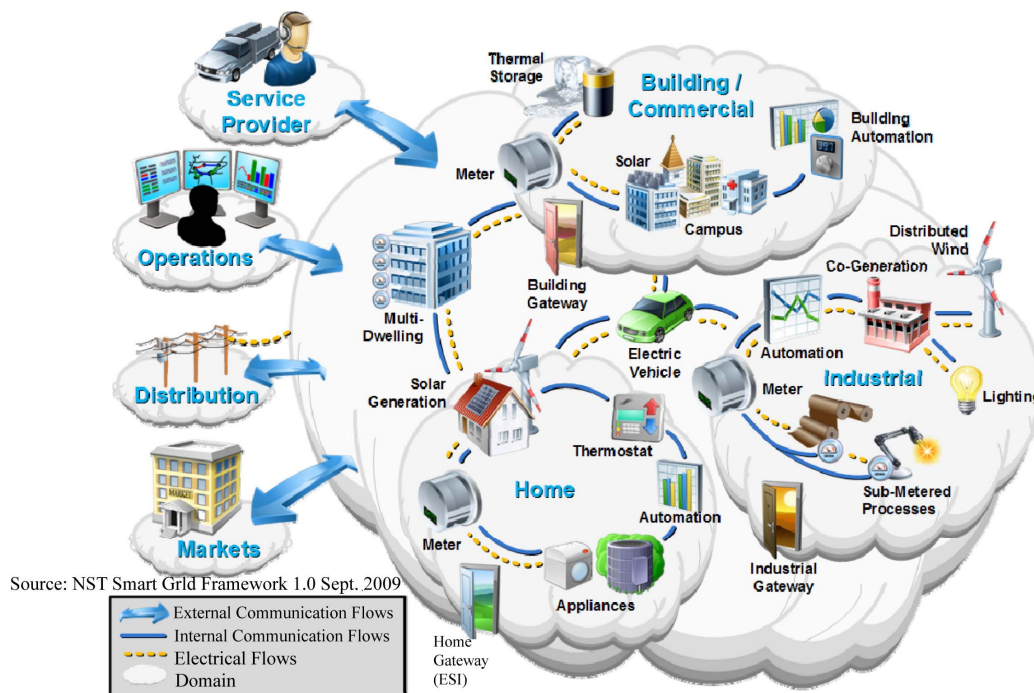 Service
Provider
Operations
Distribution
Markets
MARKET
Thermal
Storage
Building /
Commercial
Building
Automation
Meter
Solar
Campus
Building
Gateway
Multi-
Dwelling
Distributed
Wind
Co-Generation
Electric
Vehicle
Automation
Solar
Generation
Meter
Industrial
Lighting
Thermostat
Home
Automation
Sub-Metered
Processes
Meter
Appliances
Industrial
Gateway
Home
Gateway
(ESI)
Source: NST Smart Grld Framework 1.0 Sept. 2009
External Communication Flows
Internal Communication Flows
Electrical Flows
Domain